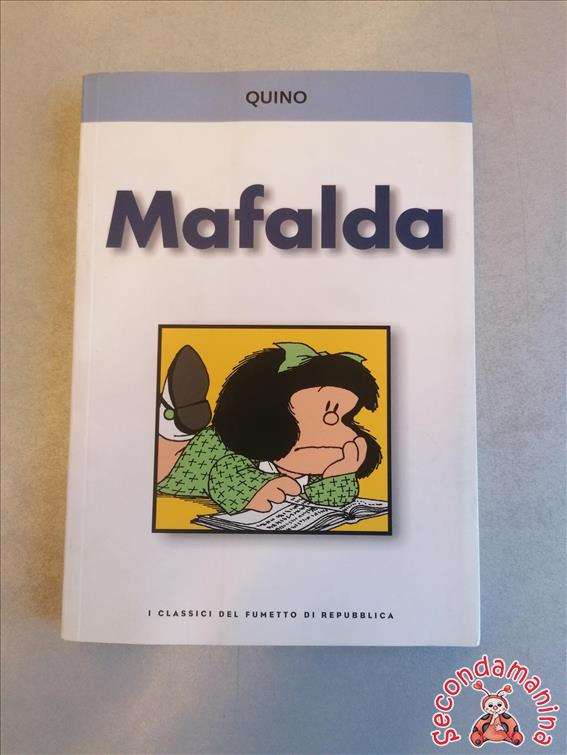 QUINO
Mafalda
I CLASSICI DEL FUMETTO DI REPUBBLICA
Secondamanina